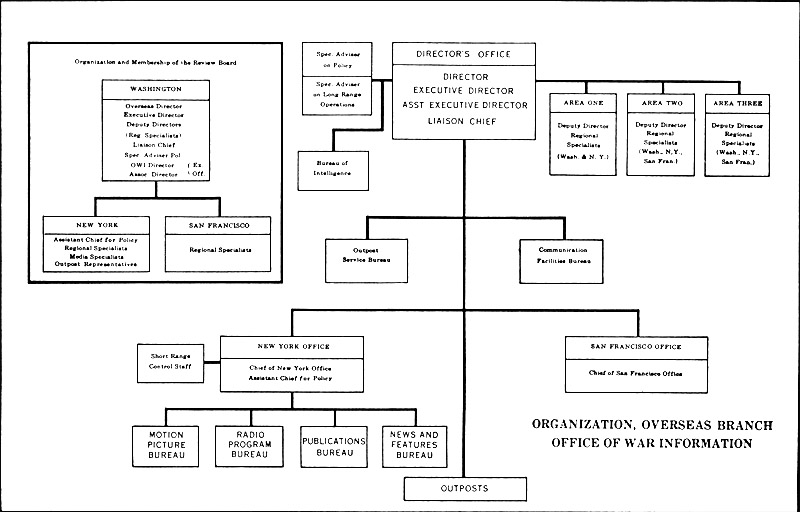 Organization and Membership of the Review Board
WASHINGTON
Overseas Director
Executive Director
Deputy Directors
(Reg Specialists)
Liaison Chief
Spec. Adviser Pol.
OWI Director ( Ex
Assoc. Director ( Off.
NEW YORK
Assistant Chief for Policy
Regional Specialists
Media Specialists
Outpost Representatives
SAN FRANCISCO
Regional Specialists
Spec. Adviser
on Policy
Spec. Adviser
on Long Range
Operations
Bureau of
Intelligence
DIRECTOR'S OFFICE
DIRECTOR
EXECUTIVE DIRECTOR
ASST EXECUTIVE DIRECTOR
LIAISON CHIEF
AREA ONE
Deputy Director
Regional
Specialists
(Wash. & N.Y.)
AREA TWO
Deputy Director
Regional
Specialists
(Wash., N.Y.,
San Fran.)
AREA THREE
Deputy Director
Regional
Specialists
(Wash., N.Y.,
San Fran.)
Outpost
Service Bureau
Communication
Facilities Bureau
Short Range
Control Staff
NEW YORK OFFICE
Chief of New York Office
Assistant Chief for Policy
SAN FRANCISCO OFFICE
Chief of San Francisco Office
MOTION
PICTURE
BUREAU
RADIO
PROGRAM
BUREAU
PUBLICATIONS
BUREAU
NEWS AND
FEATURES
BUREAU
ORGANIZATION, OVERSEAS BRANCH
OFFICE OF WAR INFORMATION
OUTPOSTS